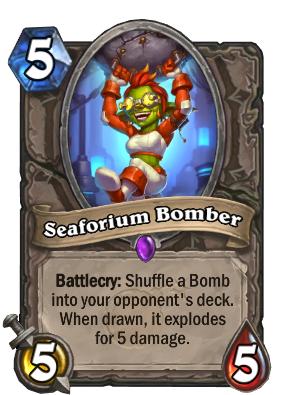 5
Seaforium Bomber
Battlecry: Shuffle a Bomb
into your opponent's deck.
When drawn, it explodes
for 5 damage.
5
5